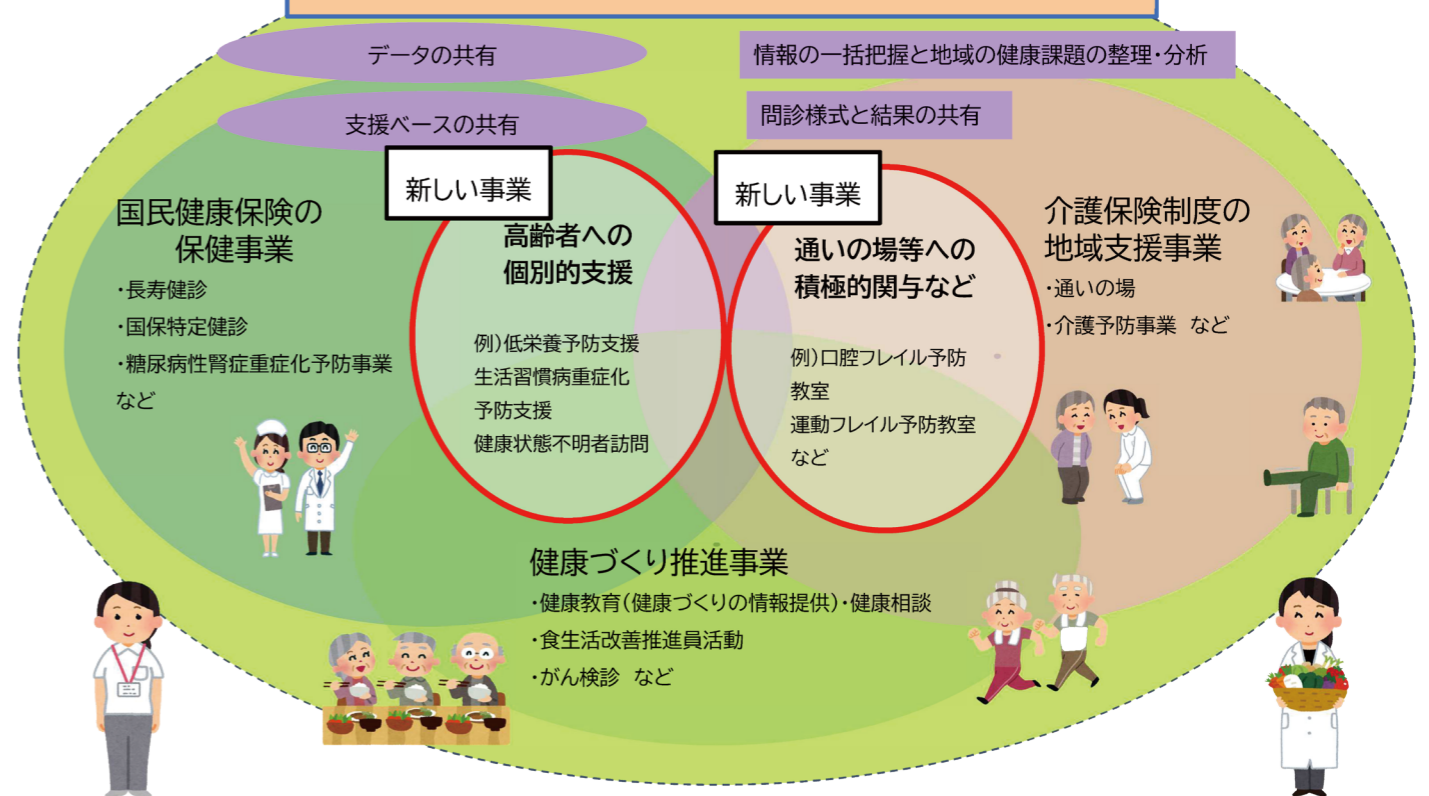 データの共有
情報の一括把握と地域の健康課題の整理・分析
支援ベースの共有
問診様式と結果の共有
新しい事業
新しい事業
国民健康保険の
保健事業
・長寿健診
・国保特定健診
・糖尿病性腎症重症化予防事業
など
高齢者への
個別的支援
例)低栄養予防支援
生活習慣病重症化
予防支援
健康状態不明者訪問
通いの場等への
積極的関与など
例)口腔フレイル予防
教室
運動フレイル予防教室
など
介護保険制度の
地域支援事業
・通いの場
・介護予防事業 など
健康づくり推進事業
・健康教育(健康づくりの情報提供)・健康相談
・食生活改善推進員活動
・がん検診 など